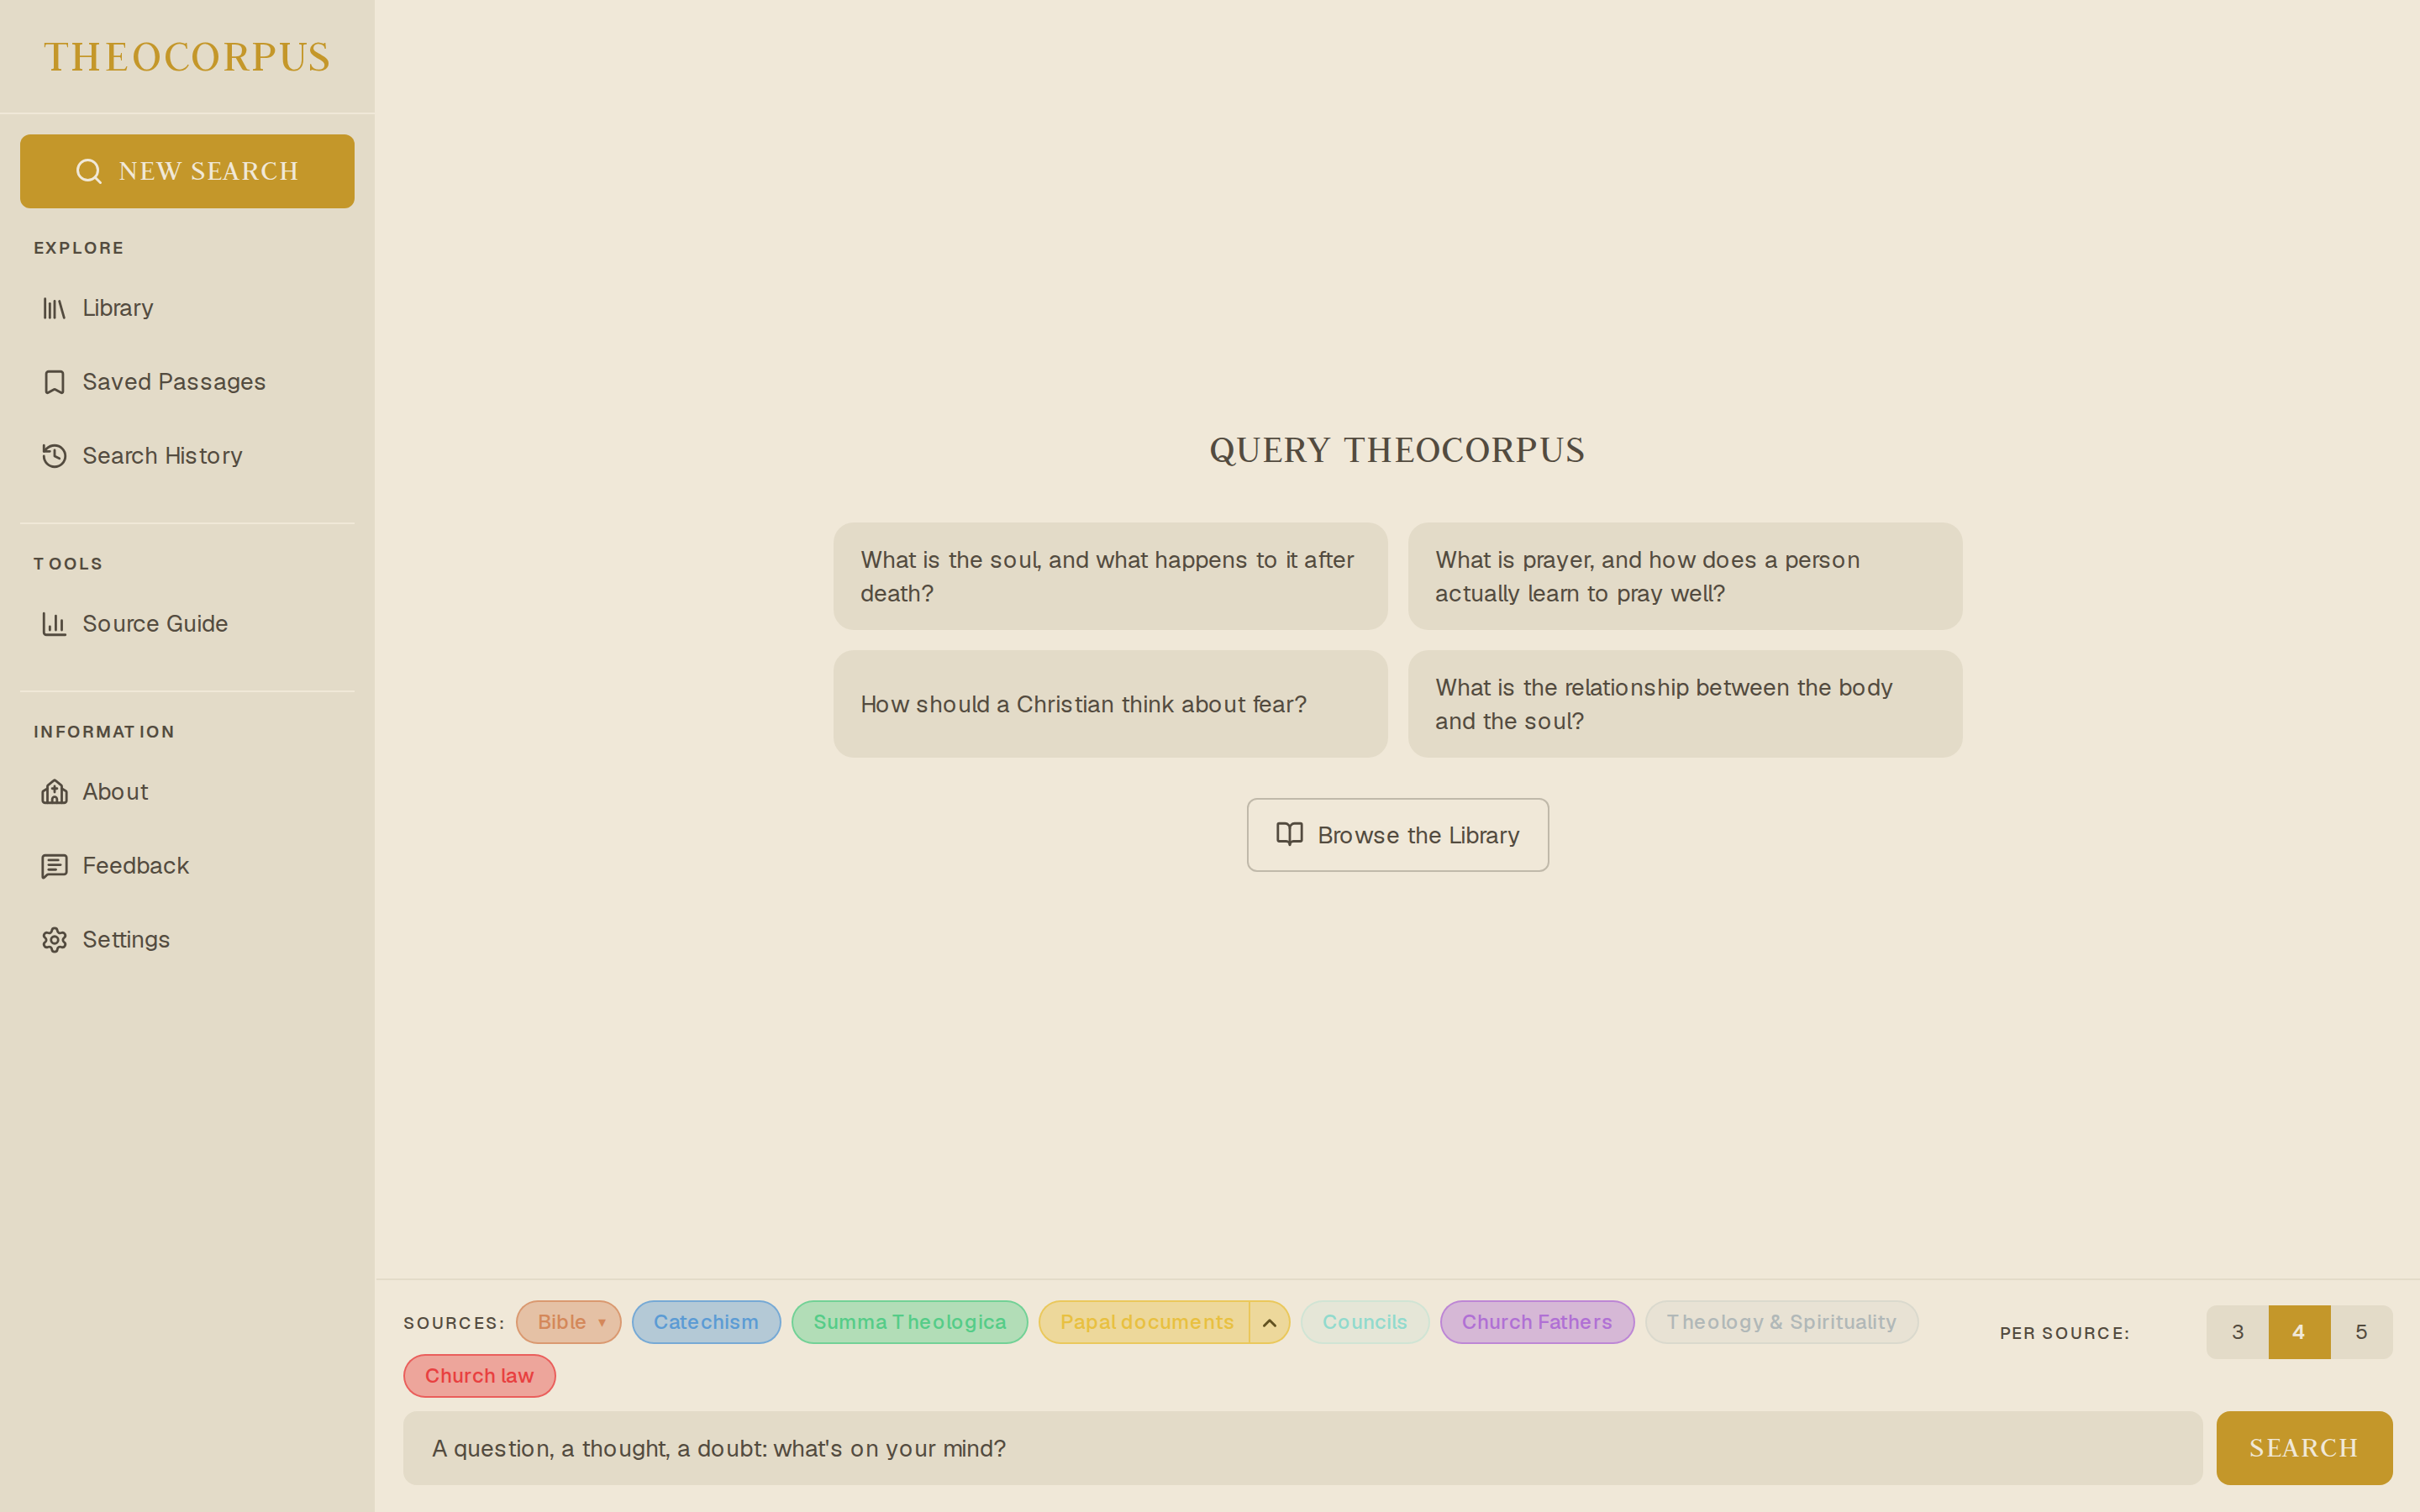 THEOCORPUS
NEW SEARCH
EXPLORE
Library
Saved Passages
Search History
TOOLS
Source Guide
INFORMATION
About
Feedback
Settings
QUERY THEOCORPUS
What is the soul, and what happens to it after
death?
What is prayer, and how does a person
actually learn to pray well?
How should a Christian think about fear?
What is the relationship between the body
and the soul?
Browse the Library
SOURCES: Bible ▾ Catechism Summa Theologica Papal documents Councils Church Fathers Theology & Spirituality
Church law
PER SOURCE: 3 4 5
A question, a thought, a doubt: what's on your mind?
SEARCH